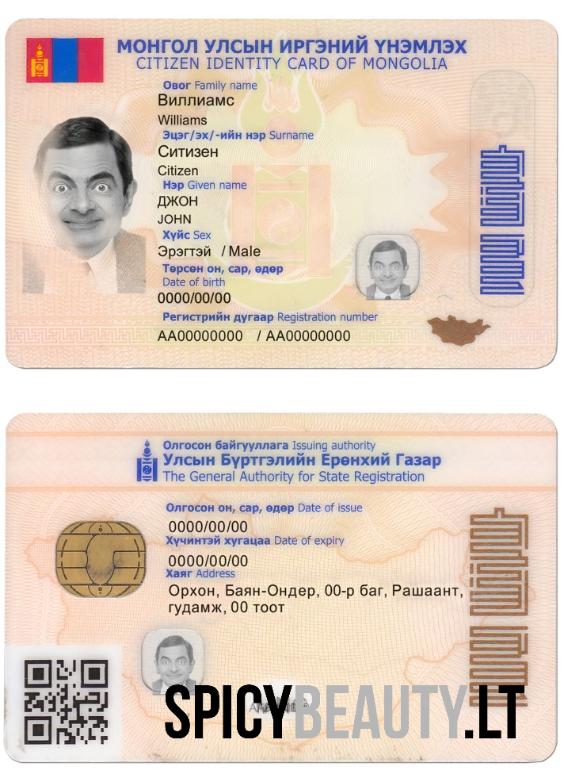 МОНГОЛ УЛСЫН ИРГЭНИЙ ҮНЭМЛЭХ
CITIZEN IDENTITY CARD OF MONGOLIA
Овог Family name
Виллиамс
Williams
Эцэг/эх/-ийн нэр Surname
Ситизен
Citizen
Нэр Given name
ДЖОН
JOHN
Хүйс Sex
Эрэгтэй / Male
Төрсөн он, сар, өдөр
Date of birth
0000/00/00
Регистрийн дугаар Registration number
АА00000000 / AA00000000
Олгосон байгууллага Issuing authority
Улсын Бүртгэлийн Ерөнхий Газар
The General Authority for State Registration
Олгосон он, сар, өдөр Date of issue
0000/00/00
Хүчинтэй хугацаа Date of expiry
0000/00/00
Хаяг Address
Орхон, Баян-Ондер, 00-р баг, Рашаант,
гудамж, 00 тоот
SPICYBEAUTY.LT